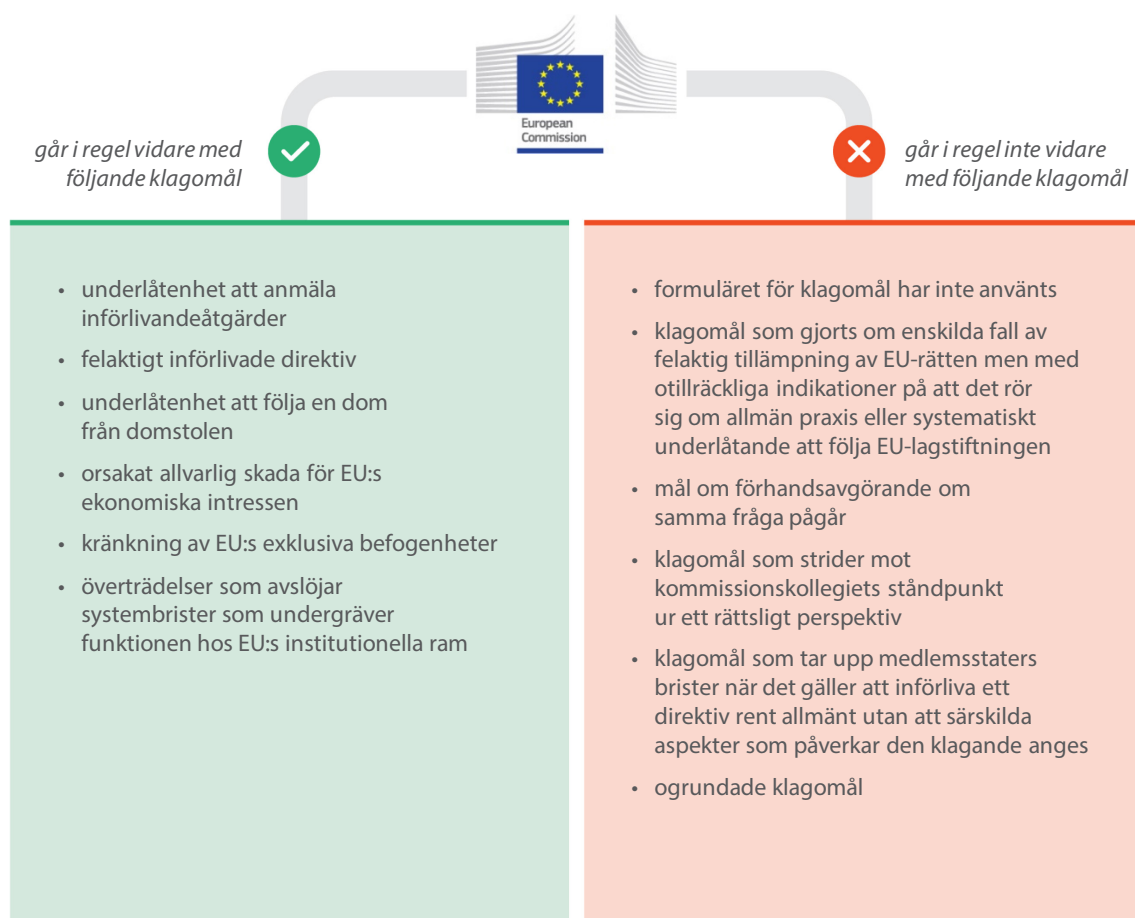 European
Commission
går i regel vidare med
följande klagomål
går i regel inte vidare
med följande klagomål
• underlåtenhet att anmäla
införlivandeåtgärder
• felaktigt införlivade direktiv
• underlåtenhet att följa en dom
från domstolen
• orsakat allvarlig skada för EU:s
ekonomiska intressen
• kränkning av EU:s exklusiva befogenheter
• överträdelser som avslöjar
systembrister som undergräver
funktionen hos EU:s institutionella ram
• formuläret för klagomål har inte använts
• klagomål som gjorts om enskilda fall av
felaktig tillämpning av EU-rätten men med
otillräckliga indikationer på att det rör
sig om allmän praxis eller systematiskt
underlåtande att följa EU-lagstiftningen
• mål om förhandsavgörande om
samma fråga pågår
• klagomål som strider mot
kommissionskollegiets ståndpunkt
ur ett rättsligt perspektiv
• klagomål som tar upp medlemsstaters
brister när det gäller att införliva ett
direktiv rent allmänt utan att särskilda
aspekter som påverkar den klagande anges
• ogrundade klagomål